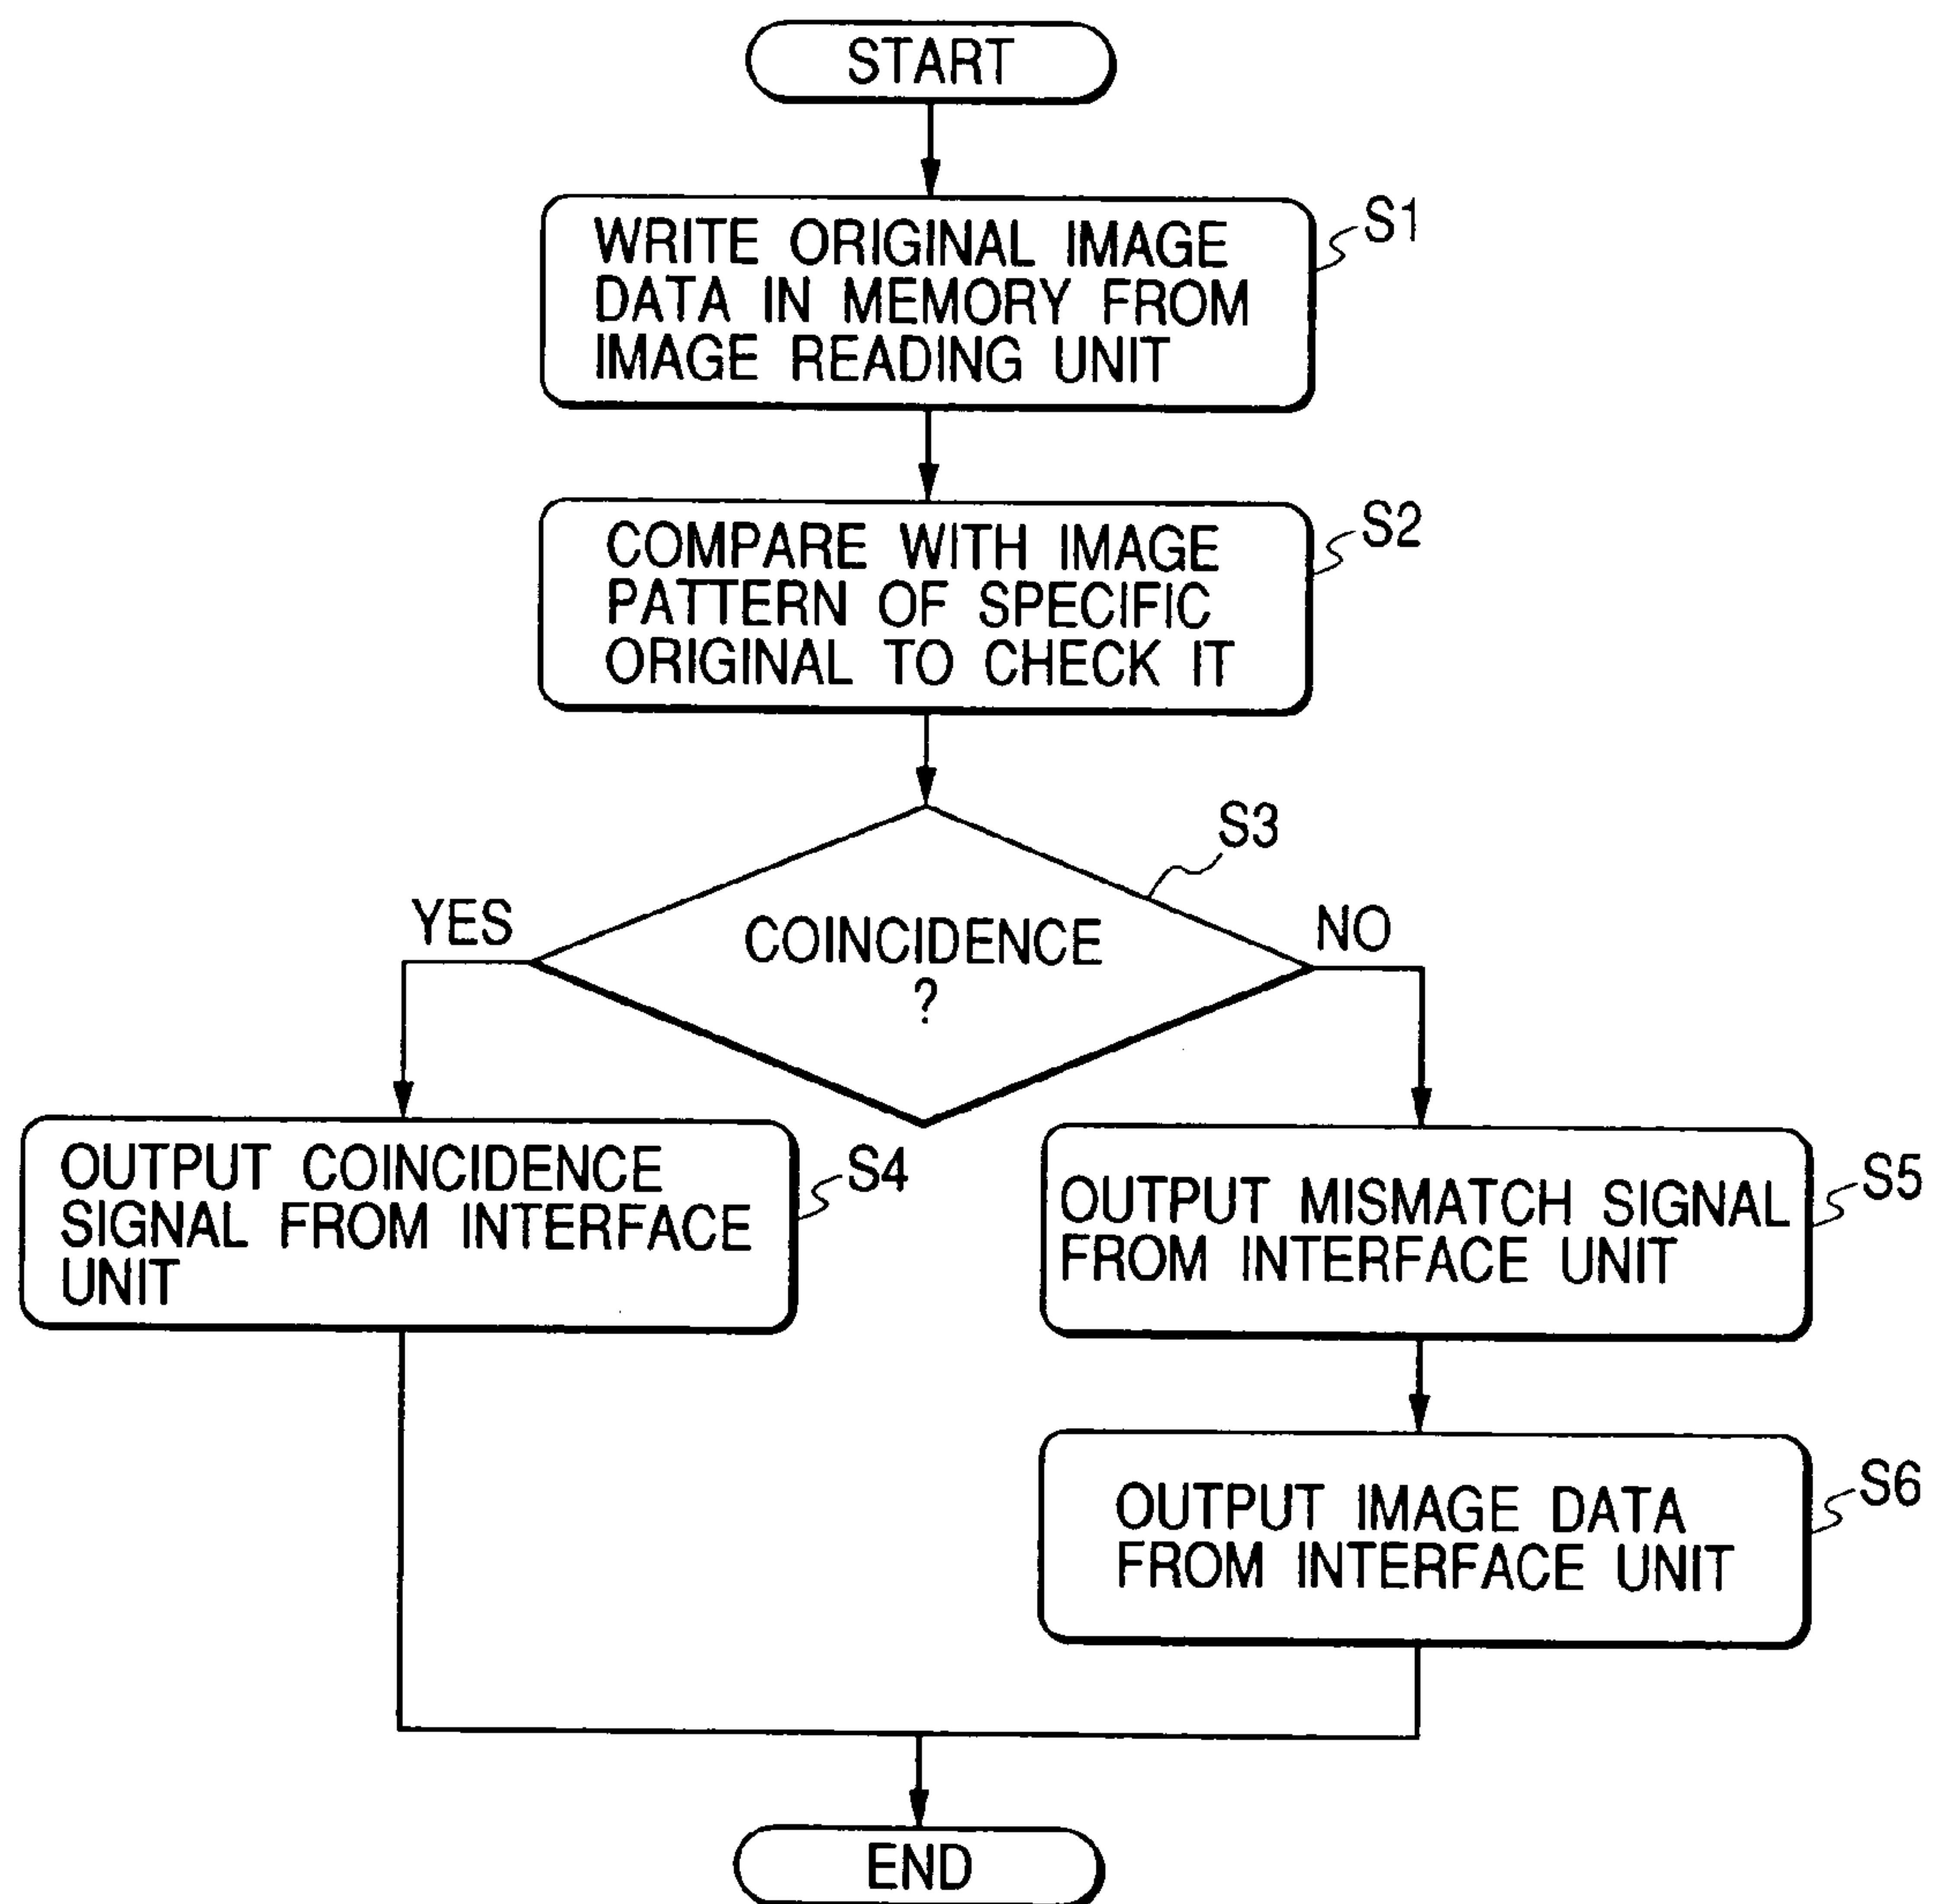 START
WRITE ORIGINAL IMAGE
DATA IN MEMORY FROM
IMAGE READING UNIT
S1
COMPARE WITH IMAGE
PATTERN OF SPECIFIC
ORIGINAL TO CHECK IT
S2
S3
YES
COINCIDENCE
?
NO
OUTPUT COINCIDENCE
SIGNAL FROM INTERFACE
UNIT
S4
OUTPUT MISMATCH SIGNAL
FROM INTERFACE UNIT
S5
OUTPUT IMAGE DATA
FROM INTERFACE UNIT
S6
END